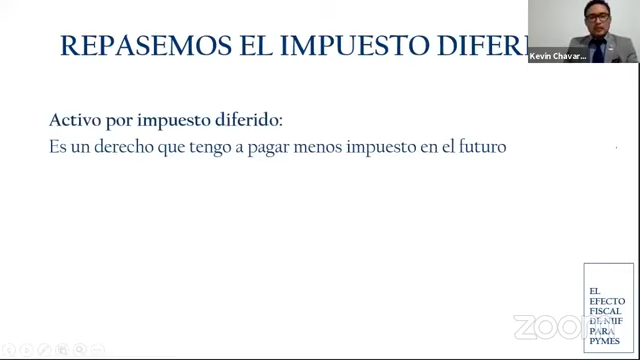 REPASEMOS EL IMPUESTO DIFERI
Kevin Chavar...
Activo por impuesto diferido:
Es un derecho que tengo a pagar menos impuesto en el futuro
EL
EFECTO
FISCAL
DE NIIF
PARA
PYMES
zoom